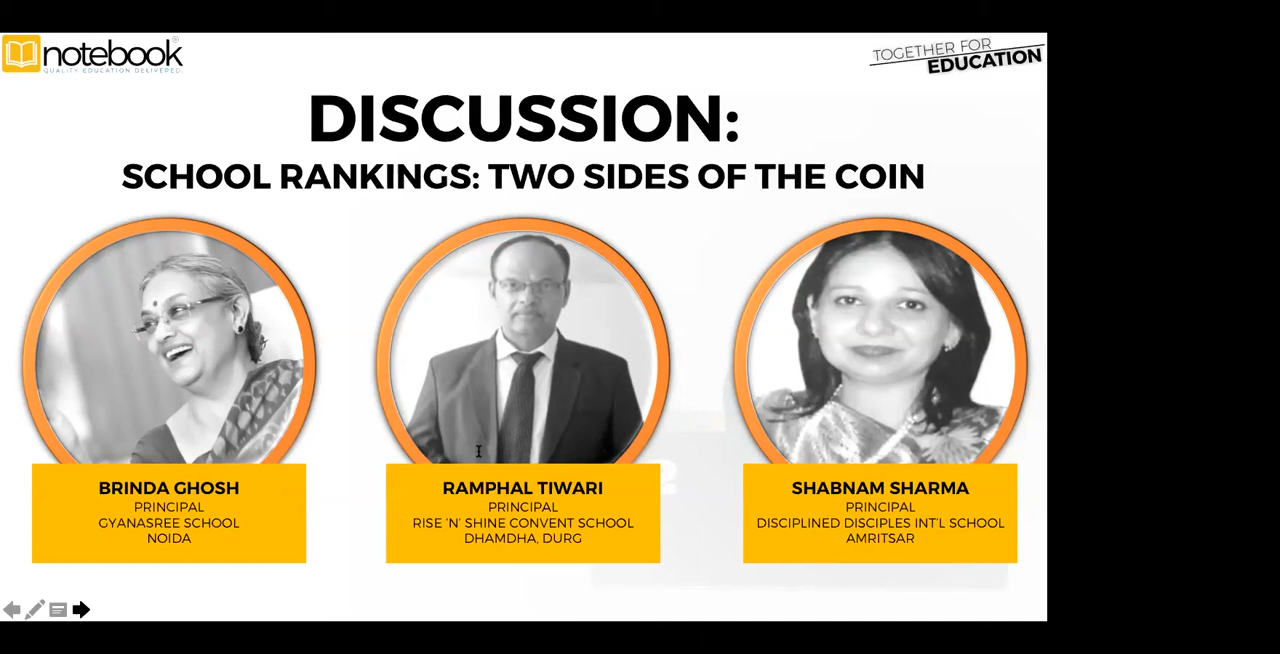 notebook®
QUALITY EDUCATION DELIVERED.
TOGETHER FOR
EDUCATION
DISCUSSION:
SCHOOL RANKINGS: TWO SIDES OF THE COIN
BRINDA GHOSH
PRINCIPAL
GYANASREE SCHOOL
NOIDA
RAMPHAL TIWARI
PRINCIPAL
RISE 'N' SHINE CONVENT SCHOOL
DHAMDHA, DURG
SHABNAM SHARMA
PRINCIPAL
DISCIPLINED DISCIPLES INT'L SCHOOL
AMRITSAR